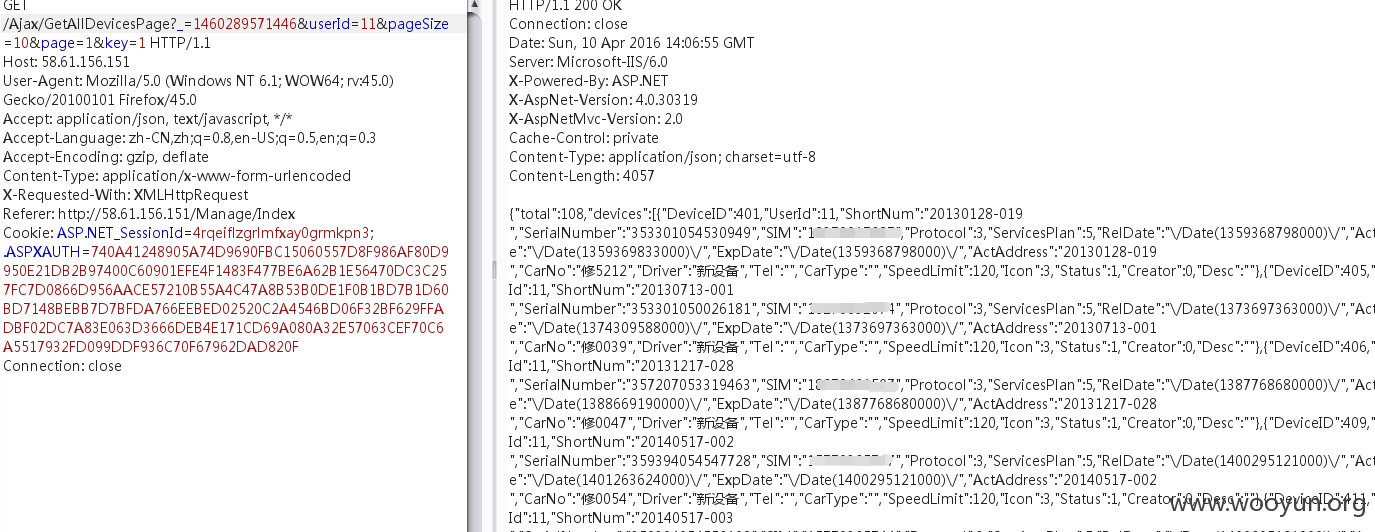 GET
/Ajax/GetAllDevicesPage?_=1460289571446&userId=11&pageSize
=10&page=1&key=1 HTTP/1.1
Host: 58.61.156.151
User-Agent: Mozilla/5.0 (Windows NT 6.1; WOW64; rv:45.0)
Gecko/20100101 Firefox/45.0
Accept: application/json, text/javascript, */*
Accept-Language: zh-CN,zh;q=0.8,en-US;q=0.5,en;q=0.3
Accept-Encoding: gzip, deflate
Content-Type: application/x-www-form-urlencoded
X-Requested-With: XMLHttpRequest
Referer: http://58.61.156.151/Manage/Index
Cookie: ASP.NET_SessionId=4rqeiflzgrlmfxay0grmkpn3;
.ASPXAUTH=740A41248905A74D9690FBC15060557D8F986AF80D9
950E21DB2B97400C60901EFE4F1483F477BE6A62B1E56470DC3C25
7FC7D0866D956AACE57210B55A4C47A8B53B0DE1F0B1BD7B1D60
BD7148BEBB7D7BFDA766EEBED02520C2A4546BD06F32BF629FFA
DBF02DC7A83E063D3666DEB4E171CD69A080A32E57063CEF70C6
A5517932FD099DDF936C70F67962DAD820F
Connection: close
HTTP/1.1 200 OK
Connection: close
Date: Sun, 10 Apr 2016 14:06:55 GMT
Server: Microsoft-IIS/6.0
X-Powered-By: ASP.NET
X-AspNet-Version: 4.0.30319
X-AspNetMvc-Version: 2.0
Cache-Control: private
Content-Type: application/json; charset=utf-8
Content-Length: 4057
{"total":108,"devices":[{"DeviceID":401,"UserId":11,"ShortNum":"20130128-019
","SerialNumber":"353301054530949","SIM":" ","Protocol":3,"ServicesPlan":5,"RelDate":"\/Date(1359368798000)\/","Act
e":"\/Date(1359369833000)\/","ExpDate":"\/Date(1359368798000)\/","ActAddress":"20130128-019
","CarNo":"修5212","Driver":"新设备","Tel":"","CarType":"","SpeedLimit":120,"Icon":3,"Status":1,"Creator":0,"Desc":""},{"DeviceID":405,"
Id":11,"ShortNum":"20130713-001
","SerialNumber":"353301050026181","SIM":" ","Protocol":3,"ServicesPlan":5,"RelDate":"\/Date(1373697363000)\/","Act
e":"\/Date(1374309588000)\/","ExpDate":"\/Date(1373697363000)\/","ActAddress":"20130713-001
","CarNo":"修0039","Driver":"新设备","Tel":"","CarType":"","SpeedLimit":120,"Icon":3,"Status":1,"Creator":0,"Desc":""},{"DeviceID":406,"
Id":11,"ShortNum":"20131217-028
","SerialNumber":"357207053319463","SIM":" ","Protocol":3,"ServicesPlan":5,"RelDate":"\/Date(1387768680000)\/","Act
e":"\/Date(1388669190000)\/","ExpDate":"\/Date(1387768680000)\/","ActAddress":"20131217-028
","CarNo":"修0047","Driver":"新设备","Tel":"","CarType":"","SpeedLimit":120,"Icon":3,"Status":1,"Creator":0,"Desc":""},{"DeviceID":409,"
Id":11,"ShortNum":"20140517-002
","SerialNumber":"359394054547728","SIM":" ","Protocol":3,"ServicesPlan":5,"RelDate":"\/Date(1400295121000)\/","Act
e":"\/Date(1401263624000)\/","ExpDate":"\/Date(1400295121000)\/","ActAddress":"20140517-002
","CarNo":"修0054","Driver":"新设备","Tel":"","CarType":"","SpeedLimit":120,"Icon":3,"Status":1,"Creator":0,"Desc":""},{"DeviceID":411,"
Id":11,"ShortNum":"20140517-003
www.wooyun.org